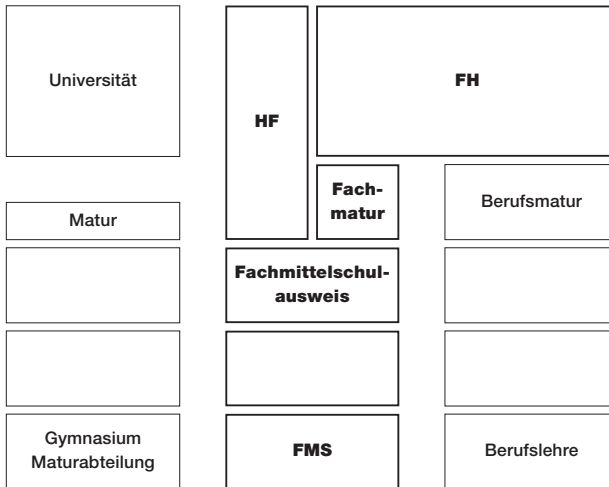 Universität
HF
FH
Fach-
matur
Berufsmatur
Matur
Fachmittelschul-
ausweis
Gymnasium
Maturabteilung
FMS
Berufslehre